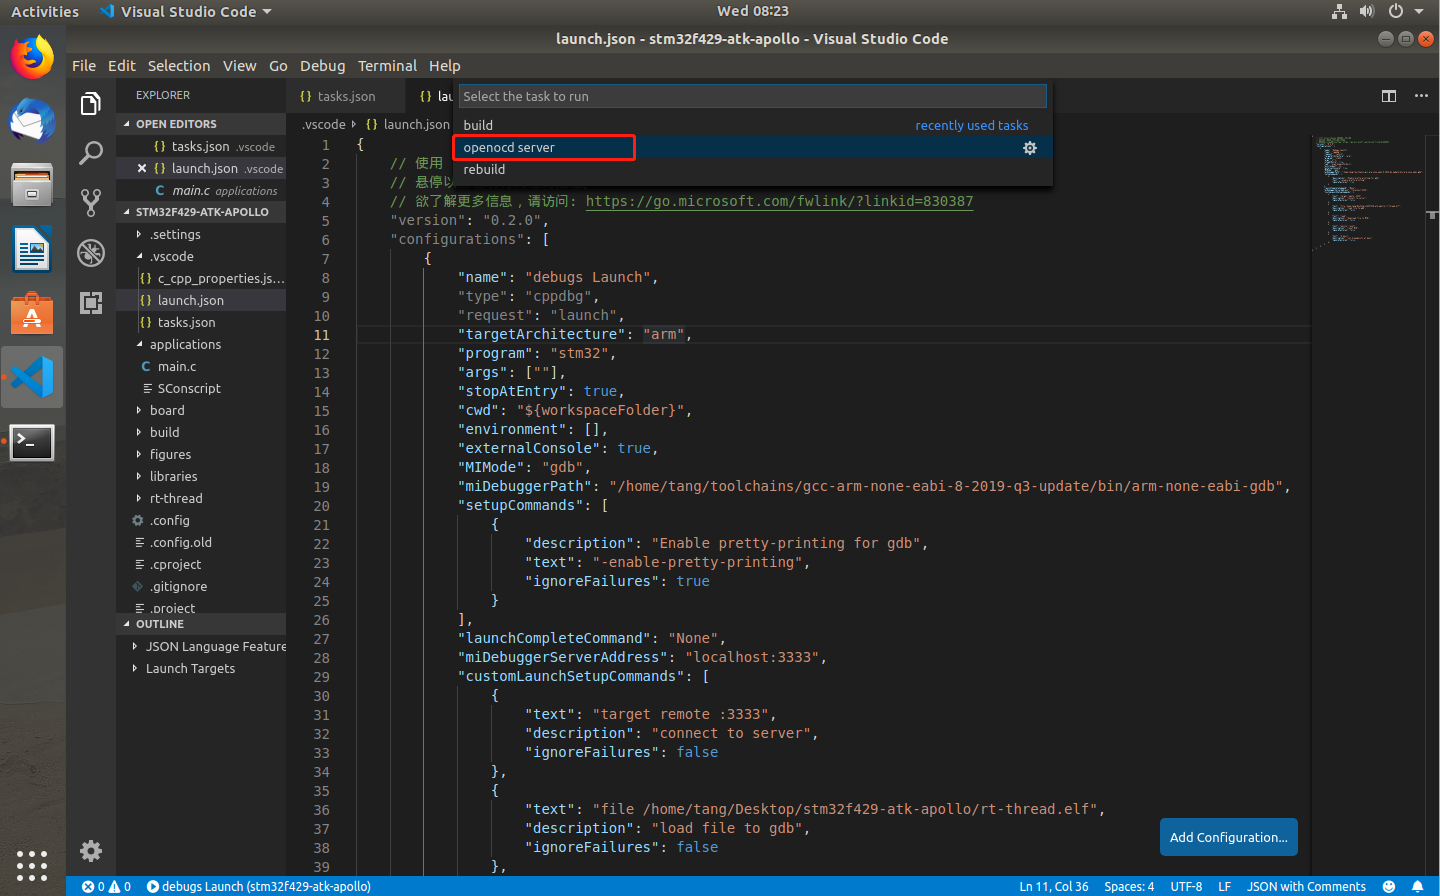 Activities
Visual Studio Code
Wed 08:23
launch.json - stm32f429-atk-apollo - Visual Studio Code
File Edit Selection View Go Debug Terminal Help
EXPLORER
OPEN EDITORS
{} tasks.json .vscode
{} launch.json .vscode
C main.c applications
STM32F429-ATK-APOLLO
.settings
.vscode
{} c_cpp_properties.js...
{} launch.json
{} tasks.json
applications
C main.c
SConscript
board
build
figures
libraries
rt-thread
.config
.config.old
.cproject
.gitignore
.project
OUTLINE
JSON Language Feature
Launch Targets
{} tasks.json
{} lau
.vscode {} launch.json
Select the task to run
build
recently used tasks
openocd server
rebuild
1 {
2 // 使用
3 // 悬停以
4 // 欲了解更多信息，请访问: https://go.microsoft.com/fwlink/?linkid=830387
5 "version": "0.2.0",
6 "configurations": [
7 {
8 "name": "debugs Launch",
9 "type": "cppdbg",
10 "request": "launch",
11 "targetArchitecture": "arm",
12 "program": "stm32",
13 "args": [""],
14 "stopAtEntry": true,
15 "cwd": "${workspaceFolder}",
16 "environment": [],
17 "externalConsole": true,
18 "MIMode": "gdb",
19 "miDebuggerPath": "/home/tang/toolchains/gcc-arm-none-eabi-8-2019-q3-update/bin/arm-none-eabi-gdb",
20 "setupCommands": [
21 {
22 "description": "Enable pretty-printing for gdb",
23 "text": "-enable-pretty-printing",
24 "ignoreFailures": true
25 }
26 ],
27 "launchCompleteCommand": "None",
28 "miDebuggerServerAddress": "localhost:3333",
29 "customLaunchSetupCommands": [
30 {
31 "text": "target remote :3333",
32 "description": "connect to server",
33 "ignoreFailures": false
34 },
35 {
36 "text": "file /home/tang/Desktop/stm32f429-atk-apollo/rt-thread.elf",
37 "description": "load file to gdb",
38 "ignoreFailures": false
39 },
Add Configuration...
0 0
debugs Launch (stm32f429-atk-apollo)
Ln 11, Col 36
Spaces: 4
UTF-8
LF
JSON with Comments